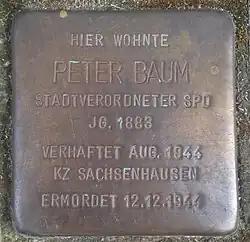 HIER WOHNTE
PETER BAUM
STADTVERORDNETER SPD
JG. 1883
VERHAFTET AUG. 1944
KZ SACHSENHAUSEN
ERMORDET 12.12.1944